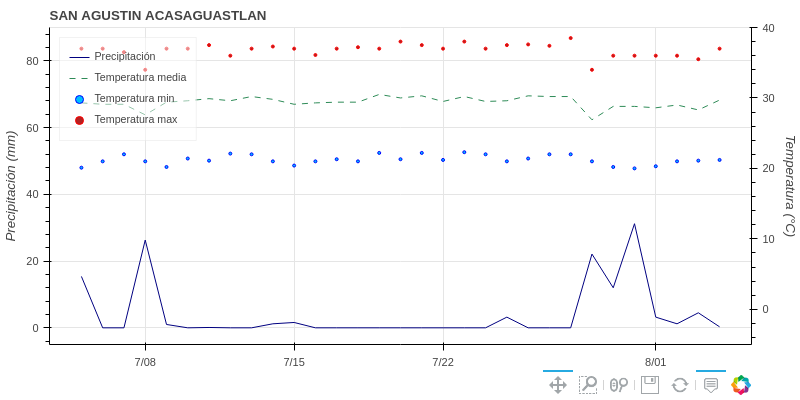 SAN AGUSTIN ACASAGUASTLAN
Precipitación
Temperatura media
Temperatura min
Temperatura max
Precipitación (mm)
80
60
40
20
0
Temperatura (°C)
40
30
20
10
0
7/08
7/15
7/22
8/01